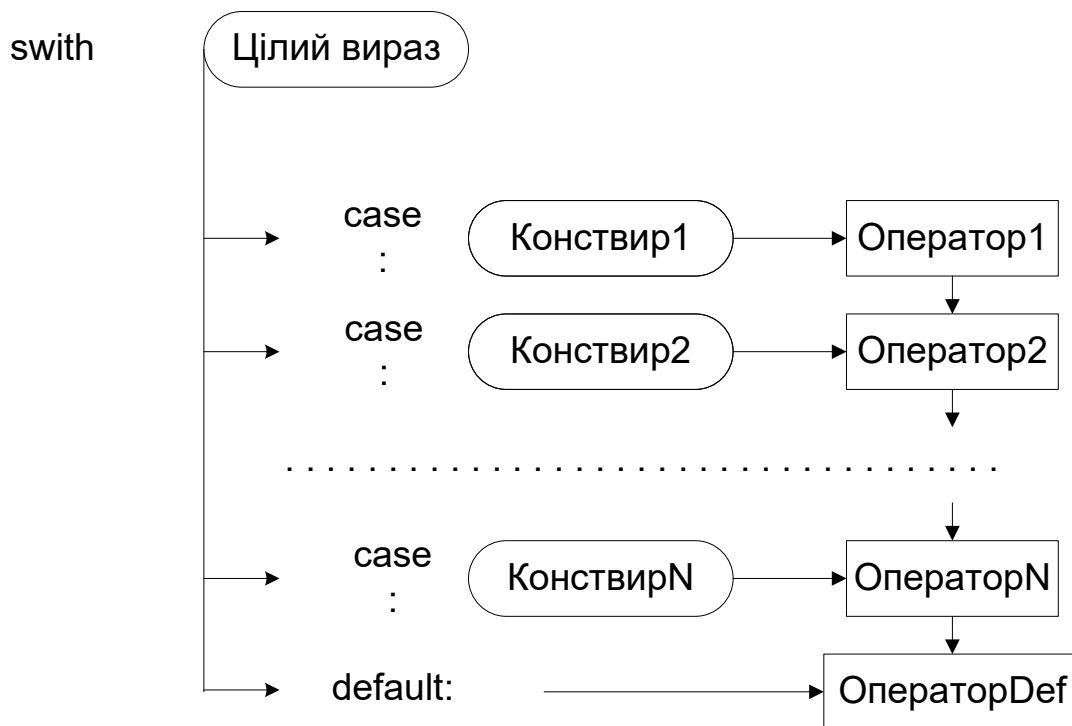 swith Цілий вираз
case Конствир1 Оператор1
:
case Конствир2 Оператор2
:
. . . . . . . . . . . . . . . . . . . . . . . . . . . . . . . . . . .
case КонствирN ОператорN
:
default: ОператорDef